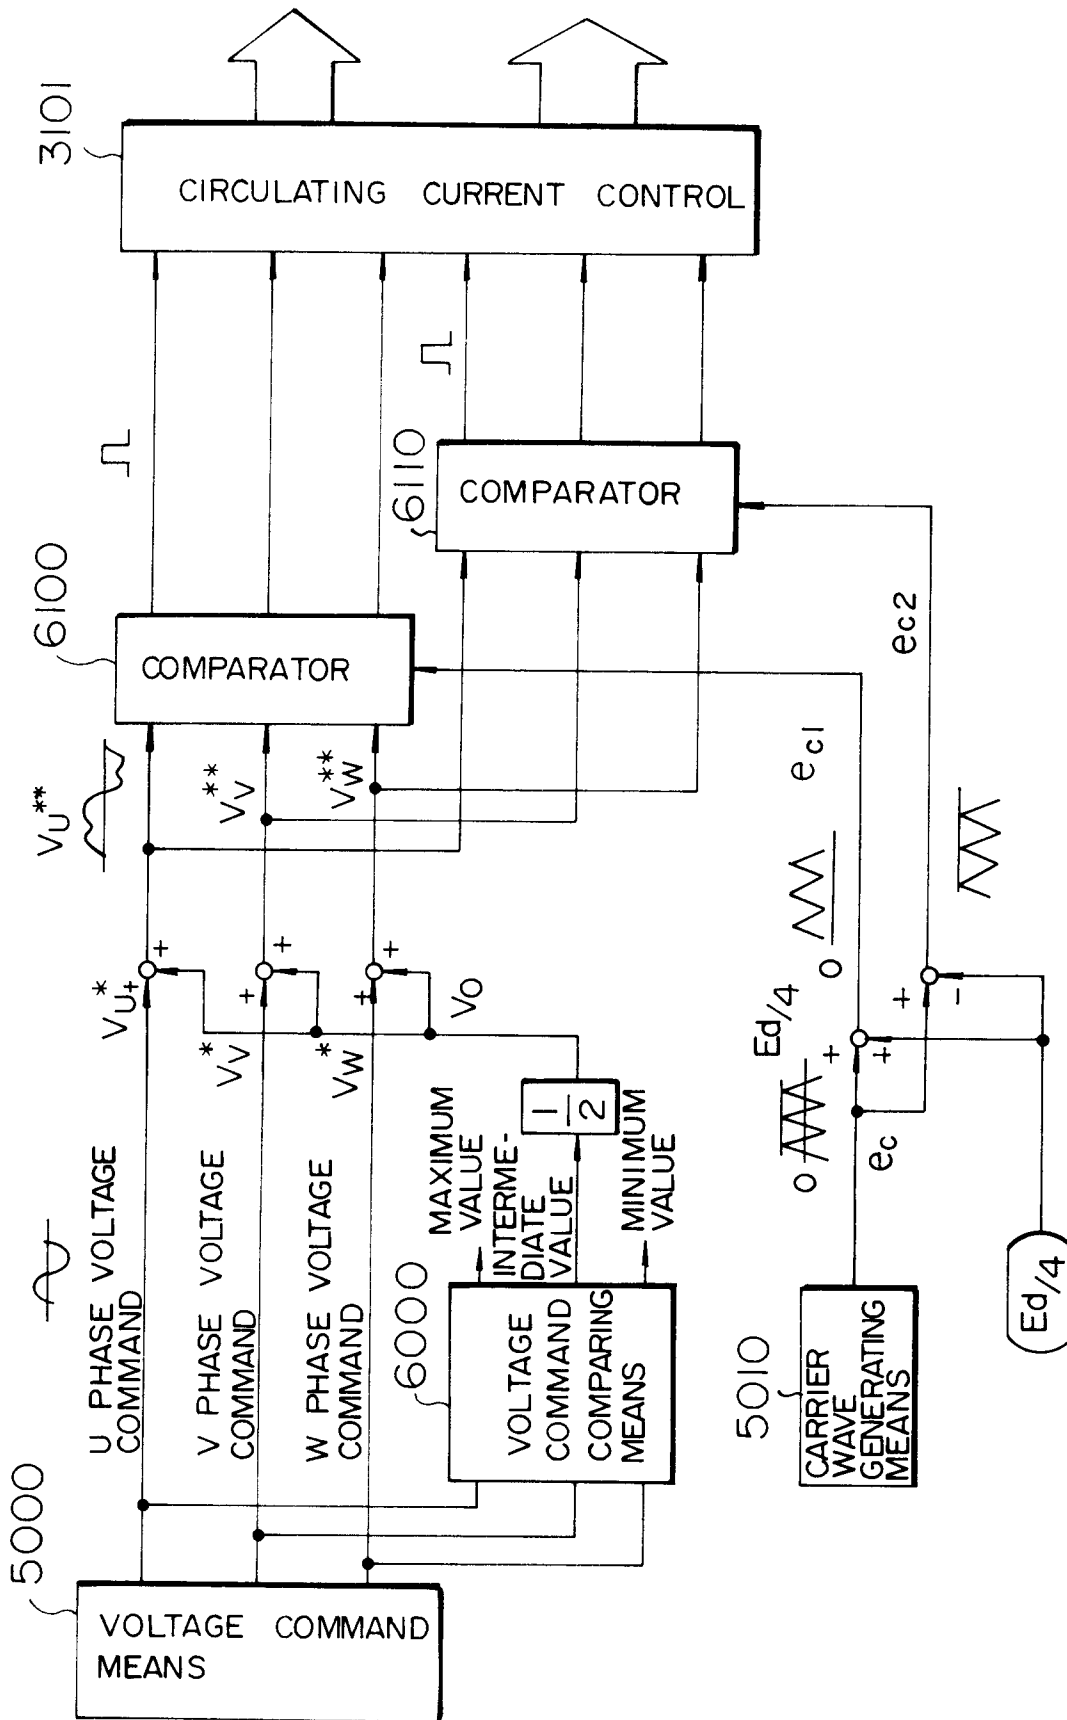 3101
CIRCULATING CURRENT CONTROL
6110
COMPARATOR
6100
COMPARATOR
ec2
ec1
VU**
VV**
VW**
+
+
+
VU*
+
VV*
+
VW*
+
VO
O
Ed/4
+
+
+
-
O
ec
U PHASE VOLTAGE
COMMAND
V PHASE VOLTAGE
COMMAND
W PHASE VOLTAGE
COMMAND
MAXIMUM
VALUE
INTERME-
DIATE
VALUE
MINIMUM
VALUE
1
2
6000
VOLTAGE
COMMAND
COMPARING
MEANS
5010
CARRIER
WAVE
GENERATING
MEANS
Ed/4
5000
VOLTAGE COMMAND
MEANS